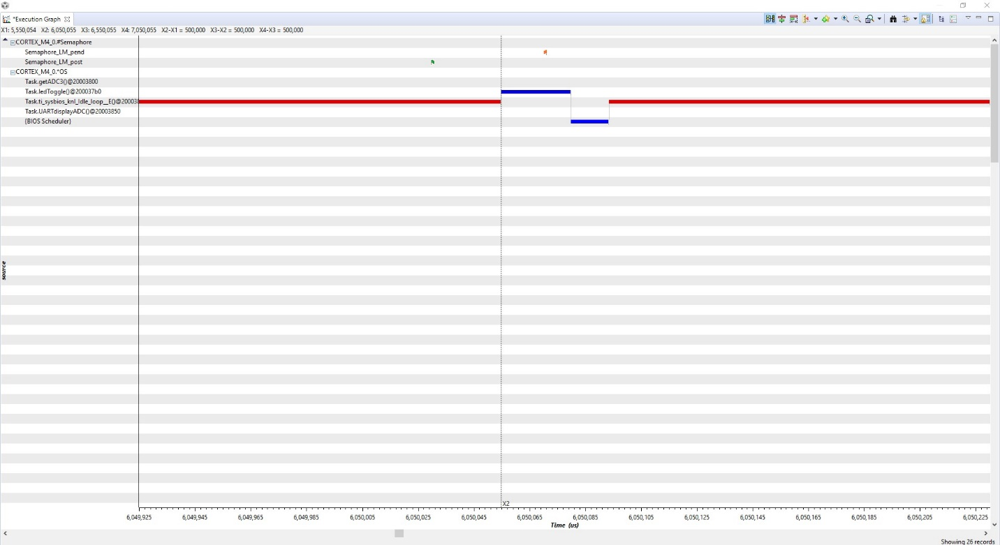 *Execution Graph
X1: 5,550,054 X2: 6,050,055 X3: 6,550,055 X4: 7,050,055 X2-X1 = 500,000 X3-X2 = 500,000 X4-X3 = 500,000
CORTEX_M4_0.#Semaphore
Semaphore_LM_pend
Semaphore_LM_post
CORTEX_M4_0.*OS
Task.getADC3()@20003800
Task.ledToggle()@200037b0
Task.ti_sysbios_knl_Idle_loop__E()@20003
Task.UARTdisplayADC()@20003850
{BIOS Scheduler}
source
X2
6,049,925 6,049,945 6,049,965 6,049,985 6,050,005 6,050,025 6,050,045 6,050,065 6,050,085 6,050,105 6,050,125 6,050,145 6,050,165 6,050,185 6,050,205 6,050,225
Time (us)
Showing 26 records